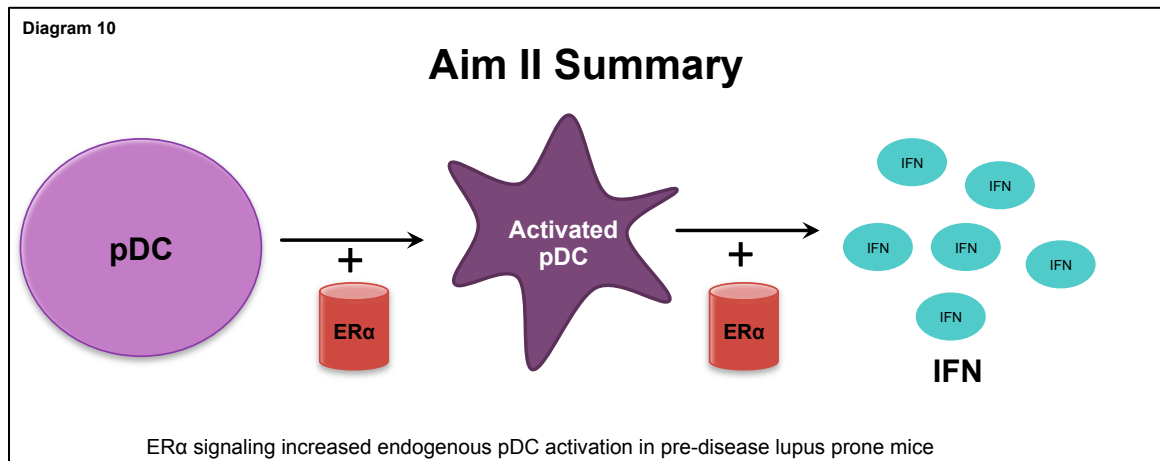 Diagram 10
Aim II Summary
pDC
+
ERα
Activated
pDC
+
ERα
IFN
IFN
IFN
IFN
IFN
IFN
IFN
ERα signaling increased endogenous pDC activation in pre-disease lupus prone mice